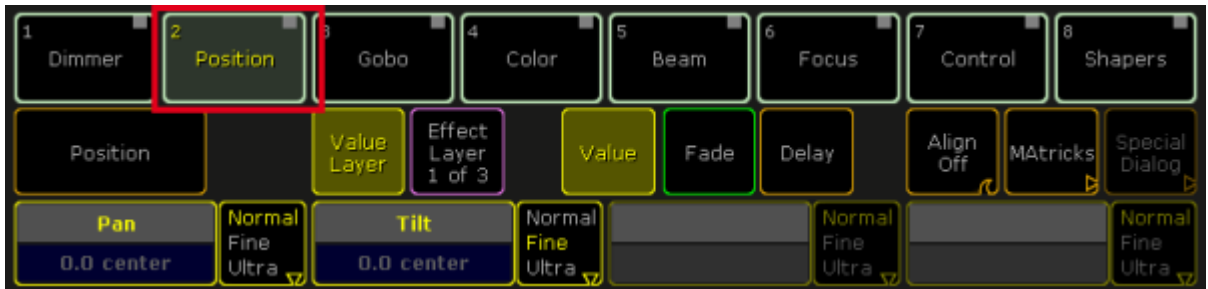 1 Dimmer
2 Position
3 Gobo
4 Color
5 Beam
6 Focus
7 Control
8 Shapers
Position
Value
Layer
Effect
Layer
1 of 3
Value
Fade
Delay
Align
Off
MAtricks
Special
Dialog
Pan
0.0 center
Normal
Fine
Ultra
Tilt
0.0 center
Normal
Fine
Ultra
Normal
Fine
Ultra
Normal
Fine
Ultra